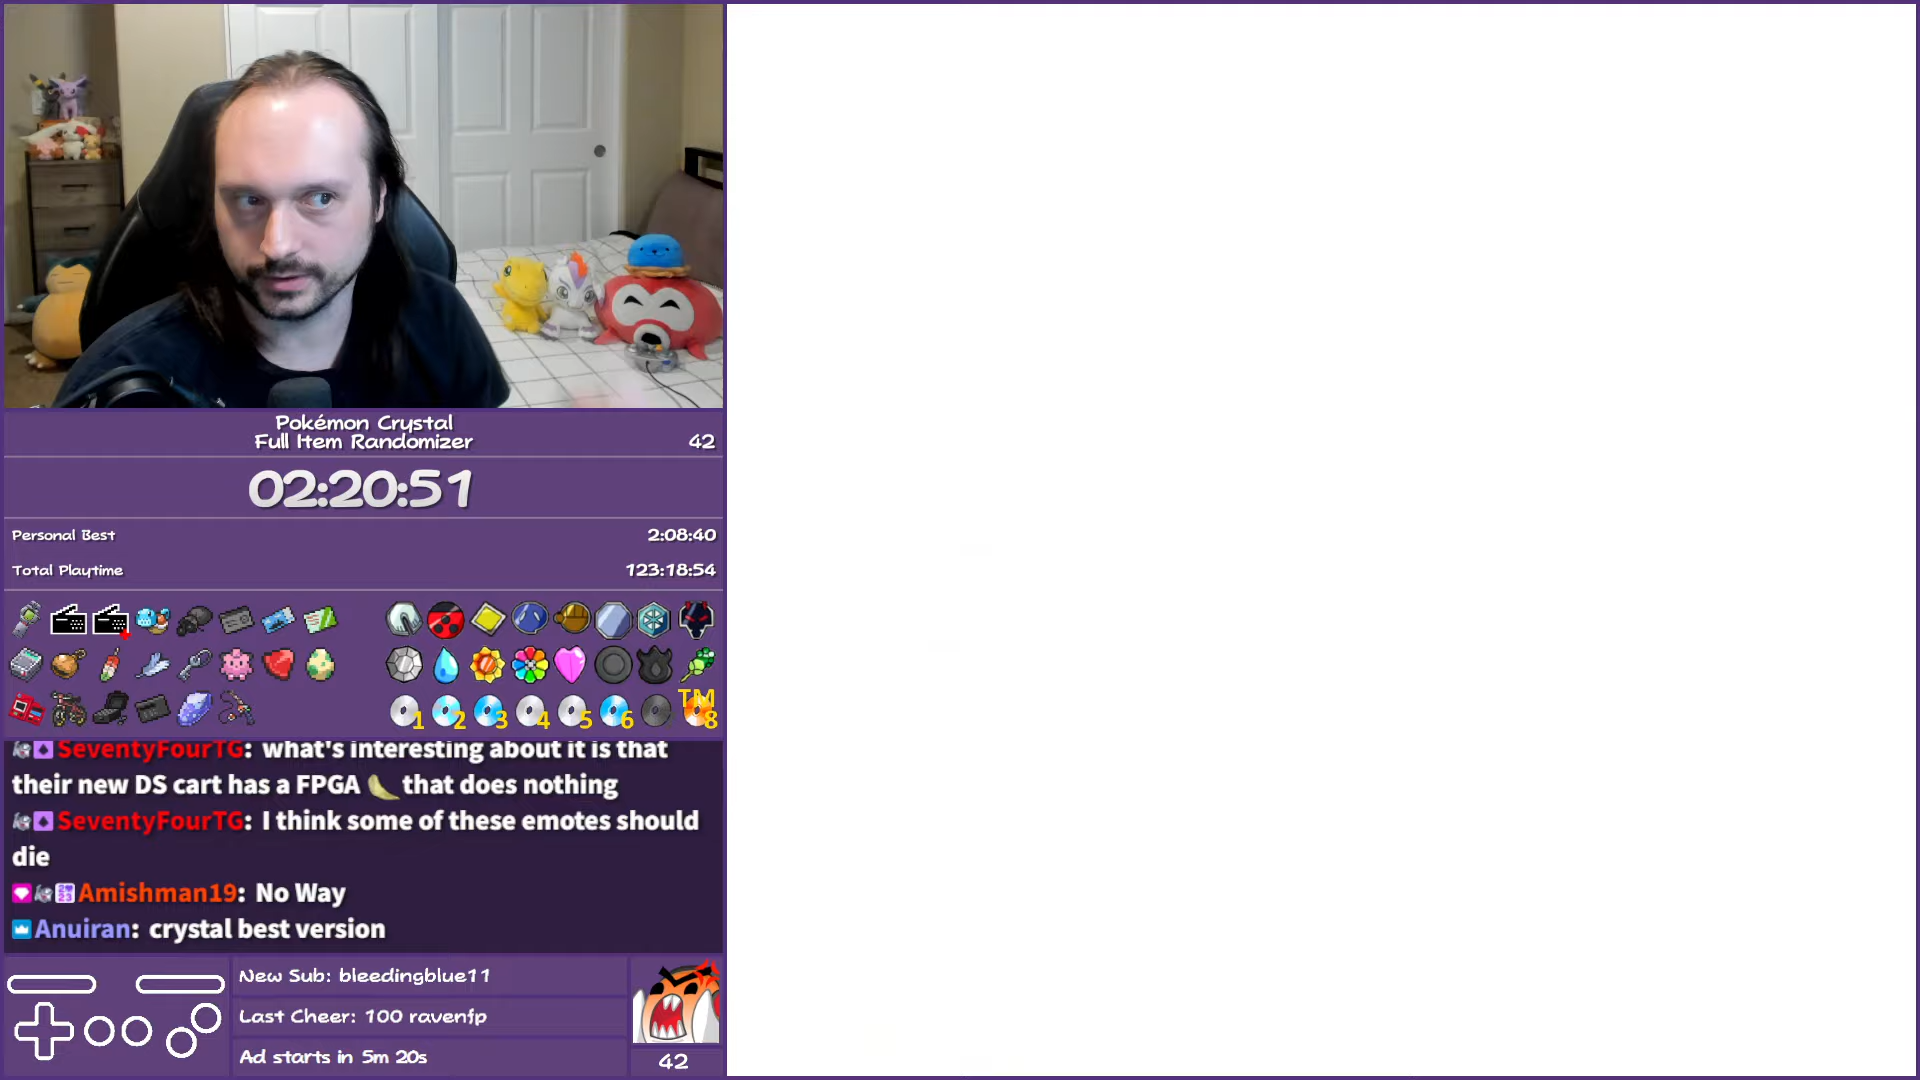 Pokémon Crystal
Full Item Randomizer
42
02:20:51
Personal Best 2:08:40
Total Playtime 123:18:54
TM
1 2 3 4 5 6 8
SeventyFourTG: what's interesting about it is that
their new DS cart has a FPGA that does nothing
SeventyFourTG: I think some of these emotes should
die
Amishman19: No Way
Anuiran: crystal best version
New Sub: bleedingblue11
Last Cheer: 100 ravenfp
Ad starts in 5m 20s
42